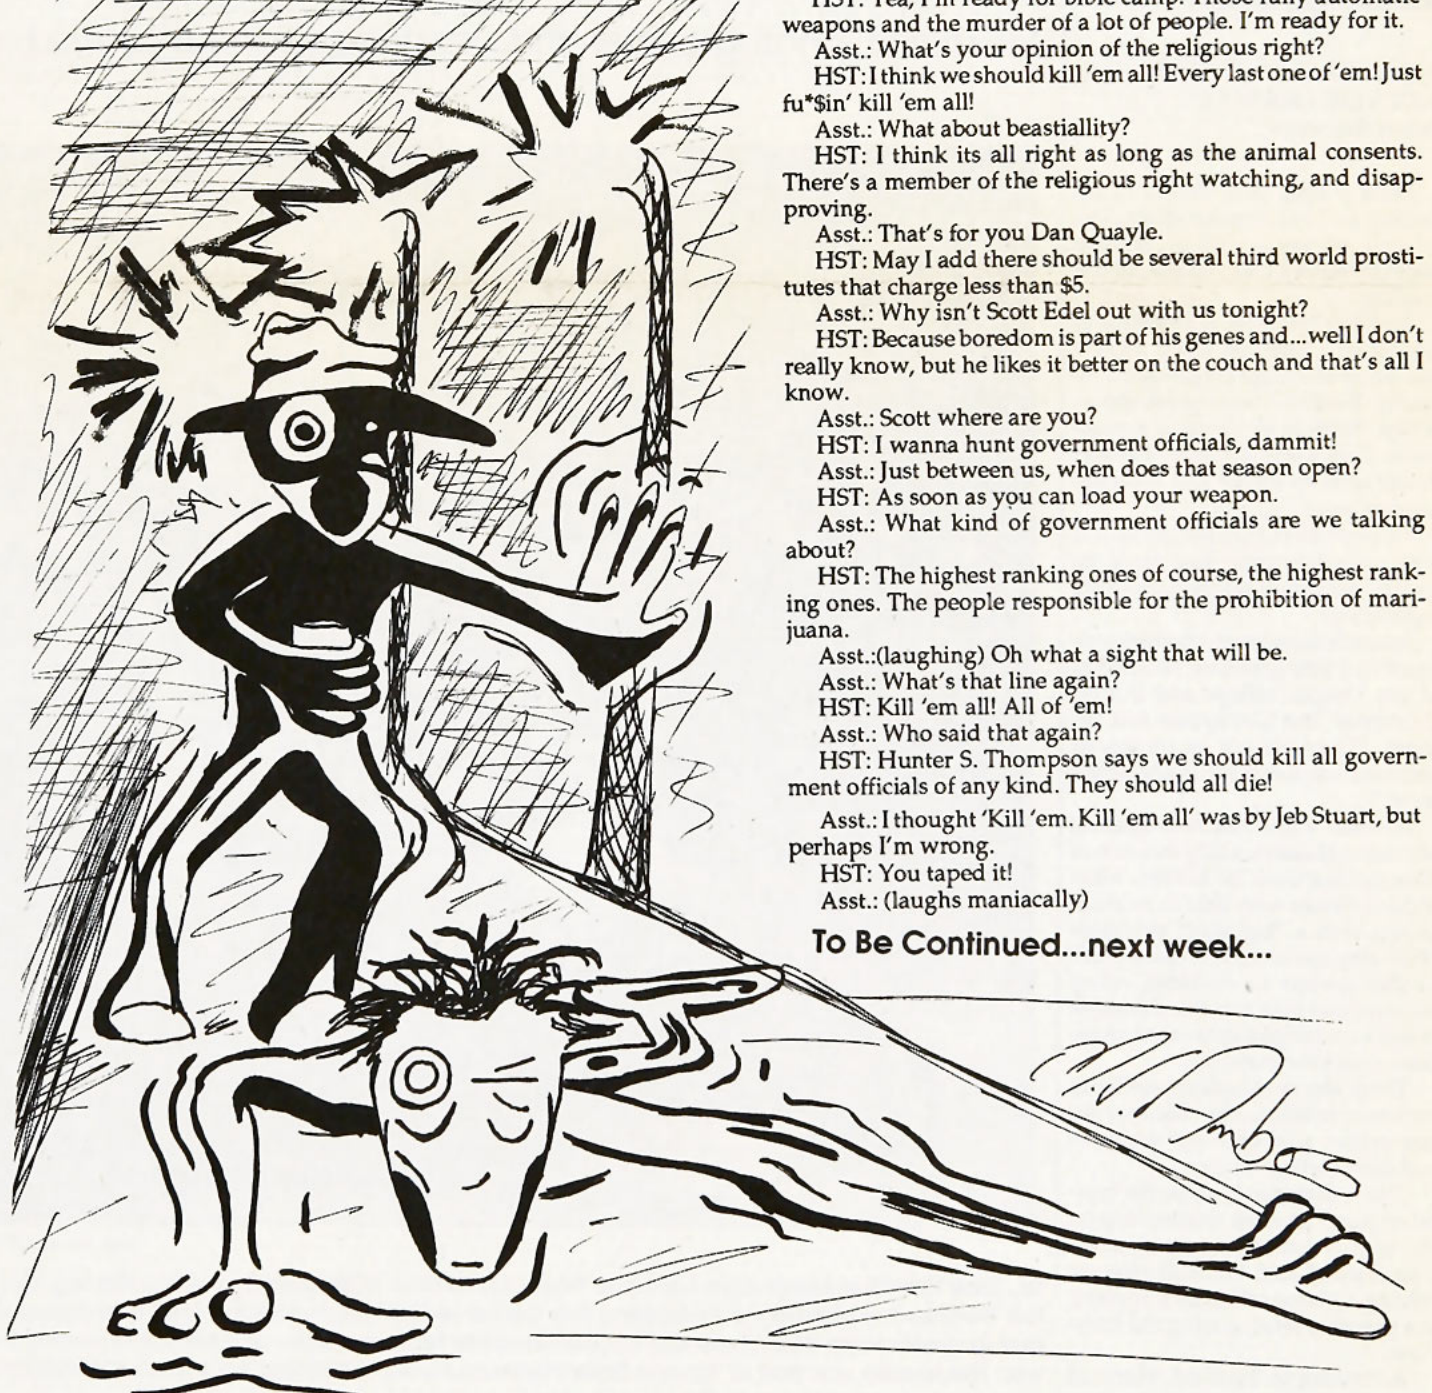 HST: Yea, I'm ready for bible camp. Those fully automatic
weapons and the murder of a lot of people. I'm ready for it.
Asst.: What's your opinion of the religious right?
HST: I think we should kill 'em all! Every last one of 'em! Just
fu*$in' kill 'em all!
Asst.: What about beastiallity?
HST: I think its all right as long as the animal consents.
There's a member of the religious right watching, and disap-
proving.
Asst.: That's for you Dan Quayle.
HST: May I add there should be several third world prosti-
tutes that charge less than $5.
Asst.: Why isn't Scott Edel out with us tonight?
HST: Because boredom is part of his genes and...well I don't
really know, but he likes it better on the couch and that's all I
know.
Asst.: Scott where are you?
HST: I wanna hunt government officials, dammit!
Asst.: Just between us, when does that season open?
HST: As soon as you can load your weapon.
Asst.: What kind of government officials are we talking
about?
HST: The highest ranking ones of course, the highest rank-
ing ones. The people responsible for the prohibition of mari-
juana.
Asst.:(laughing) Oh what a sight that will be.
Asst.: What's that line again?
HST: Kill 'em all! All of 'em!
Asst.: Who said that again?
HST: Hunter S. Thompson says we should kill all govern-
ment officials of any kind. They should all die!
Asst.: I thought 'Kill 'em. Kill 'em all' was by Jeb Stuart, but
perhaps I'm wrong.
HST: You taped it!
Asst.: (laughs maniacally)
To Be Continued...next week...